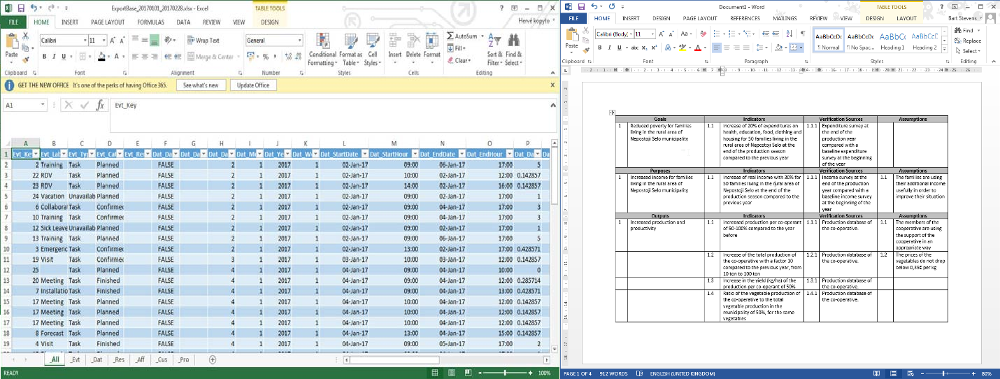 ExportBase_20170101_20170228.xlsx - Excel
TABLE TOOLS
FILE HOME INSERT PAGE LAYOUT FORMULAS DATA REVIEW VIEW DESIGN
Hervé kopyto
Paste
Calibri 11
B I U
Wrap Text
Merge & Center
General
Conditional Formatting
Format as Table
Cell Styles
Insert Delete Format
AutoSum
Fill
Clear
Sort & Filter
Find & Select
Clipboard Font Alignment Number Styles Cells Editing
GET THE NEW OFFICE It's one of the perks of having Office 365. See what's new Update Office
A1 fx Evt_Key
A B C D E F G H I J K L M N O P
1 Evt_Ke Evt_Lal Evt_Ty Evt_Cat Evt_Re Dat_Da Dat_Da Dat_Da Dat_M Dat_Ye Dat_W Dat_StartDate Dat_StartHour Dat_EndDate Dat_EndHour Dat_D
2 2 Training Task Planned FALSE 2 1 2017 1 02-Jan-17 09:00 06-Jan-17 17:00 5
3 22 RDV Task Planned FALSE 2 1 2017 1 02-Jan-17 10:00 02-Jan-17 12:00 0.142857
4 23 RDV Task Planned FALSE 2 1 2017 1 02-Jan-17 14:00 02-Jan-17 16:00 0.142857
5 24 Vacation Unavailab Planned FALSE 2 1 2017 1 02-Jan-17 09:00 02-Jan-17 17:00 1
6 6 Collaborat Task Confirmed FALSE 2 1 2017 1 02-Jan-17 09:00 04-Jan-17 17:00 3
7 10 Training Task Confirmed FALSE 2 1 2017 1 02-Jan-17 09:00 04-Jan-17 17:00 3
8 12 Sick Leave Unavailab Planned FALSE 2 1 2017 1 02-Jan-17 09:00 02-Jan-17 17:00 1
9 13 Training Task Planned FALSE 2 1 2017 1 02-Jan-17 09:00 06-Jan-17 17:00 5
10 3 Emergenc Task Confirmed FALSE 2 1 2017 1 02-Jan-17 13:00 02-Jan-17 17:00 0.428571
11 19 Visit Task Confirmed FALSE 3 1 2017 1 03-Jan-17 10:00 03-Jan-17 12:00 0.142857
12 25 Task Planned FALSE 4 1 2017 1 04-Jan-17 09:00 04-Jan-17 10:00 0
13 20 Meeting Task Finished FALSE 4 1 2017 1 04-Jan-17 09:00 04-Jan-17 12:00 0.285714
14 7 Installatio Task Finished FALSE 4 1 2017 1 04-Jan-17 09:00 04-Jan-17 13:00 0.428571
15 17 Meeting Task Planned FALSE 4 1 2017 1 04-Jan-17 10:00 04-Jan-17 12:00 0.142857
16 17 Meeting Task Planned FALSE 4 1 2017 1 04-Jan-17 10:00 04-Jan-17 12:00 0.142857
17 17 Meeting Task Planned FALSE 4 1 2017 1 04-Jan-17 10:00 04-Jan-17 12:00 0.142857
18 8 Forecast Task Planned FALSE 4 1 2017 1 04-Jan-17 13:00 04-Jan-17 15:00 0.142857
19 4 Visit Task Finished FALSE 4 1 2017 1 04-Jan-17 09:00 05-Jan-17 17:00 2
_All _Evt _Dat _Res _Aff _Cus _Pro
READY 100%
Document1 - Word
TABLE TOOLS
FILE HOME INSERT DESIGN PAGE LAYOUT REFERENCES MAILINGS REVIEW VIEW DESIGN LAYOUT
Bart Stevens
Paste
Calibri (Body) 11
B I U abc
AaBbCcDc AaBbCcDc AaBbCc AaBbCcE
¶ Normal ¶ No Spac... Heading 1 Heading 2
Find
Replace
Select
Clipboard Font Paragraph Styles Editing
Goals Indicators Verification Sources Assumptions
1 Reduced poverty for families living in the rural area of Nepostoji Selo municipality
1.1 Increase of 20% of expenditures on health, education, food, clothing and housing for 50 families living in the rural area of Nepostoji Selo at the end of the production season compared to the previous year
1.1.1 Expenditure survey at the end of the production year compared with a baseline expenditure survey at the beginning of the year
Purposes Indicators Verification Sources Assumptions
1 Increased income for families living in the rural area of Nepostoji Selo municipality
1.1 Increase of real income with 30% for 50 families living in the rural area of Nepostoji Selo at the end of the production season compared to the previous year
1.1.1 Income survey at the end of the production year compared with a baseline income survey at the beginning of the year
1.1 The families are using their additional income usefully in order to improve their situation
Outputs Indicators Verification Sources Assumptions
1 Increased production and productivity
1.1 Increased production per co-operant of 50-100% compared to the year before
1.1.1 Production database of the co-operative.
1.1 The members of the cooperative are using the support of the cooperative in an appropriate way
1.2 Increase of the total production of the co-operative with a factor 10 compared to the previous year, from 10 ton to 100 ton
1.2.1 Production database of the co-operative.
1.2 The prices of the vegetables do not drop below 0,35€ per kg
1.3 Increase in the yield (kg/ha) of the production per co-operant of 50%
1.3.1 Production database of the co-operative.
1.4 Ratio of the vegetable production of the co-operative to the total vegetable production in the municipality of 50%, for the same vegetables
1.4.1 Production database of the co-operative.
PAGE 1 OF 4 912 WORDS ENGLISH (UNITED KINGDOM) 80%